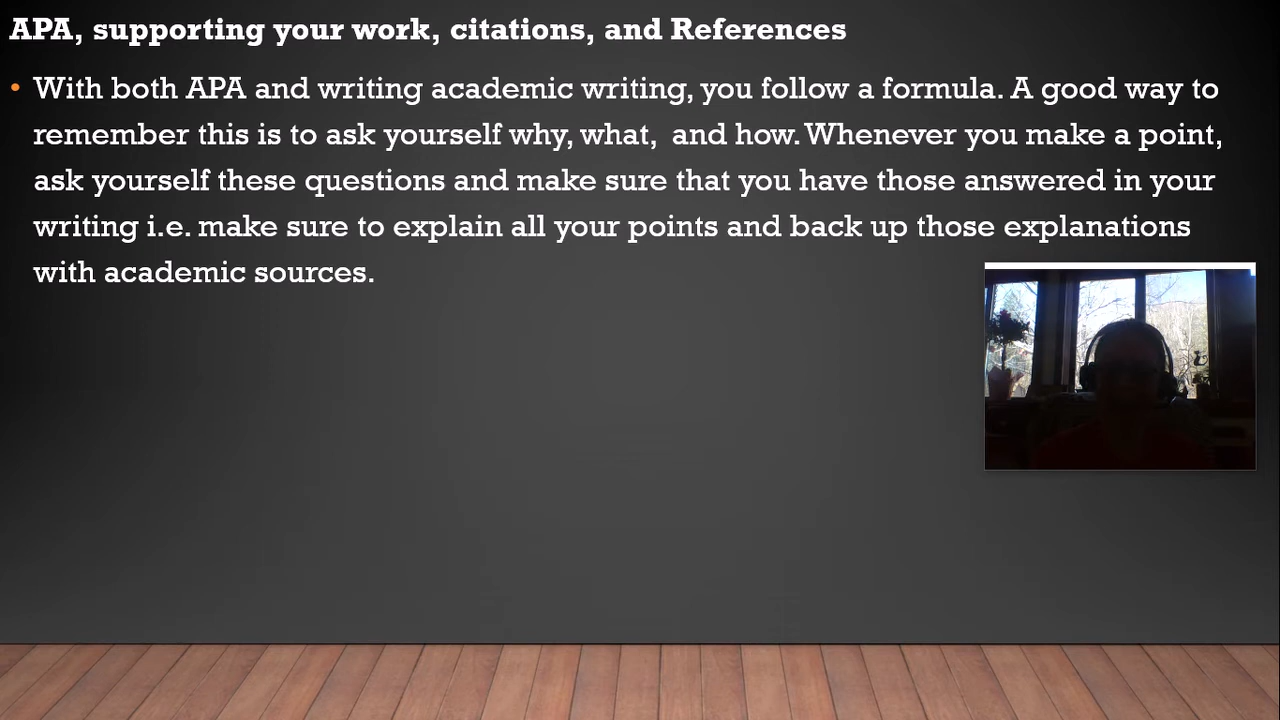 APA, supporting your work, citations, and References
• With both APA and writing academic writing, you follow a formula. A good way to
remember this is to ask yourself why, what,  and how. Whenever you make a point,
ask yourself these questions and make sure that you have those answered in your
writing i.e. make sure to explain all your points and back up those explanations
with academic sources.